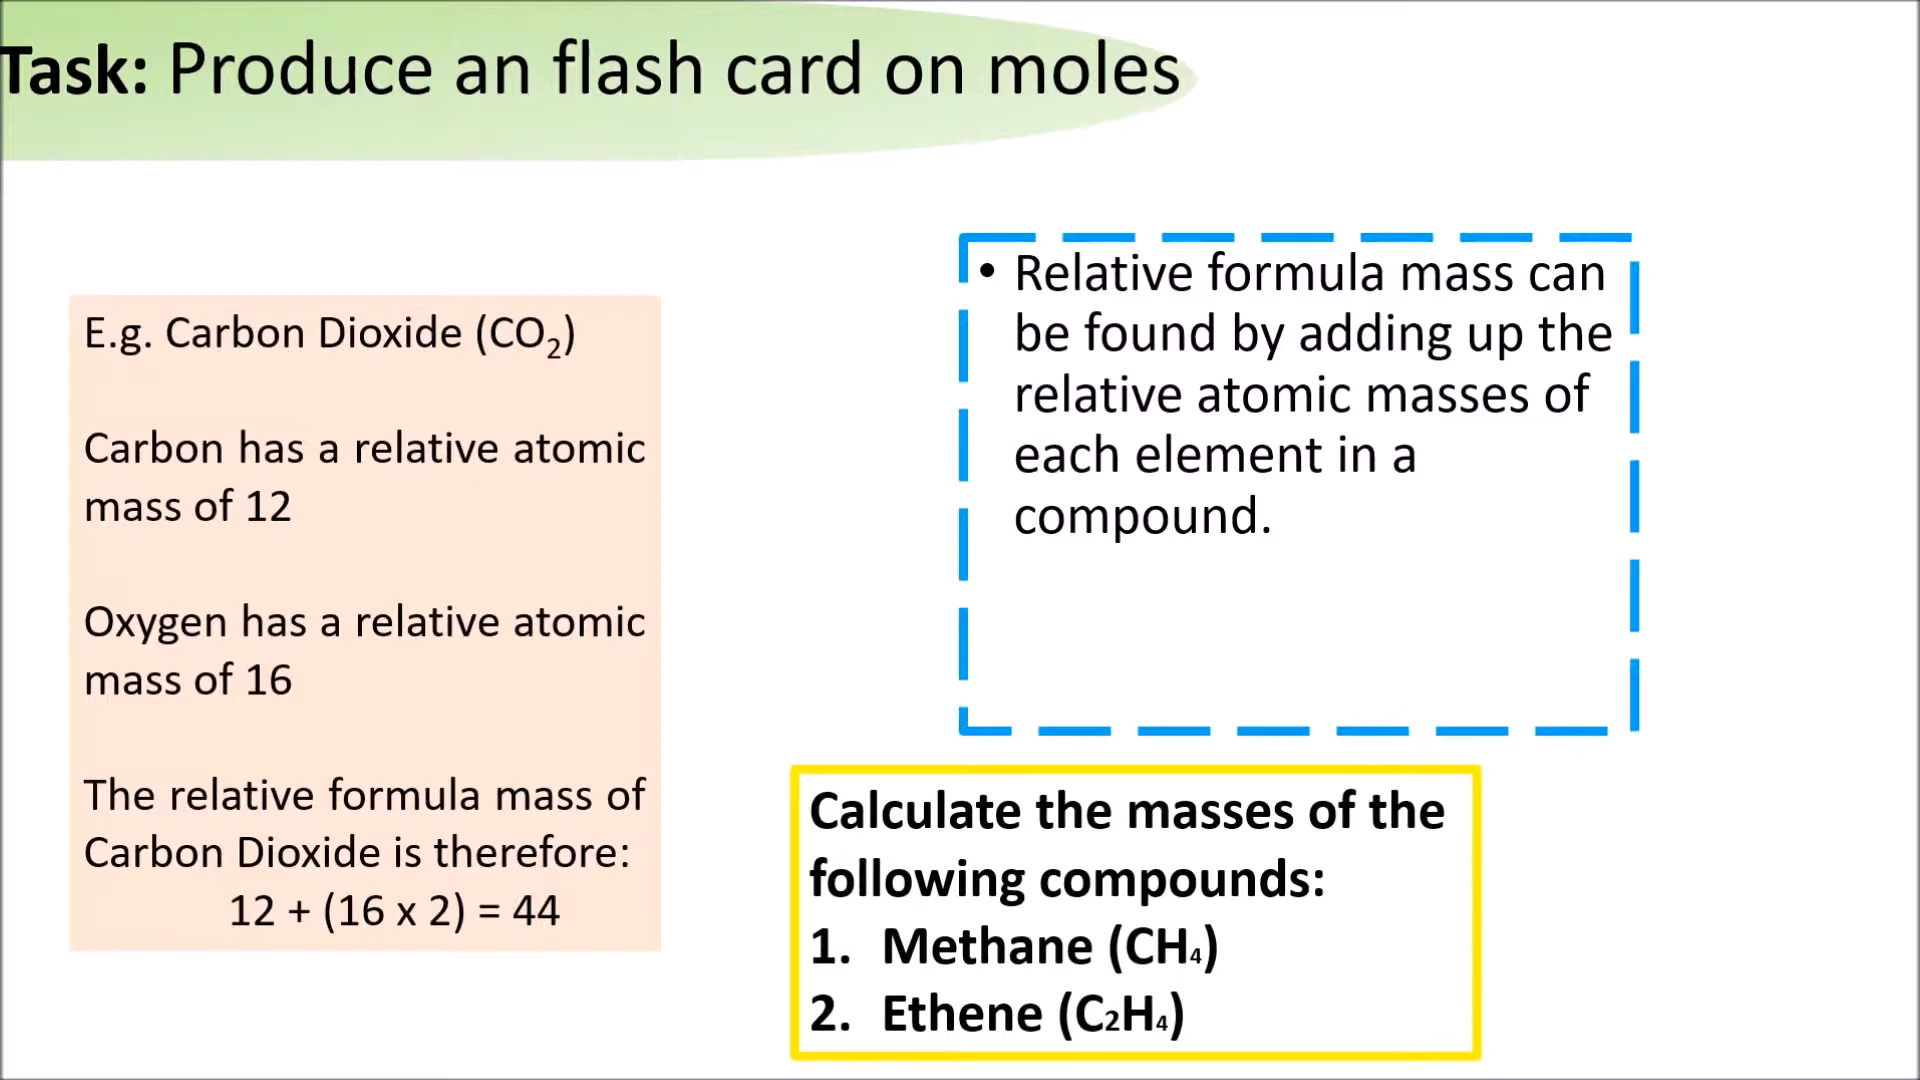 Task: Produce an flash card on moles
E.g. Carbon Dioxide (CO₂)
Carbon has a relative atomic
mass of 12
Oxygen has a relative atomic
mass of 16
The relative formula mass of
Carbon Dioxide is therefore:
12 + (16 x 2) = 44
• Relative formula mass can
be found by adding up the
relative atomic masses of
each element in a
compound.
Calculate the masses of the
following compounds:
1. Methane (CH₄)
2. Ethene (C₂H₄)